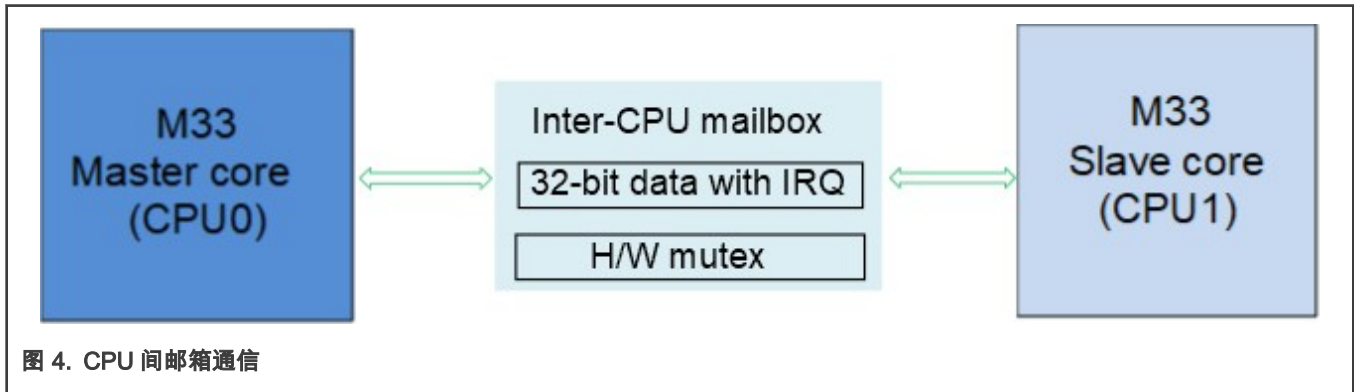 M33
Master core
(CPU0)
Inter-CPU mailbox
32-bit data with IRQ
H/W mutex
M33
Slave core
(CPU1)
图 4. CPU 间邮箱通信